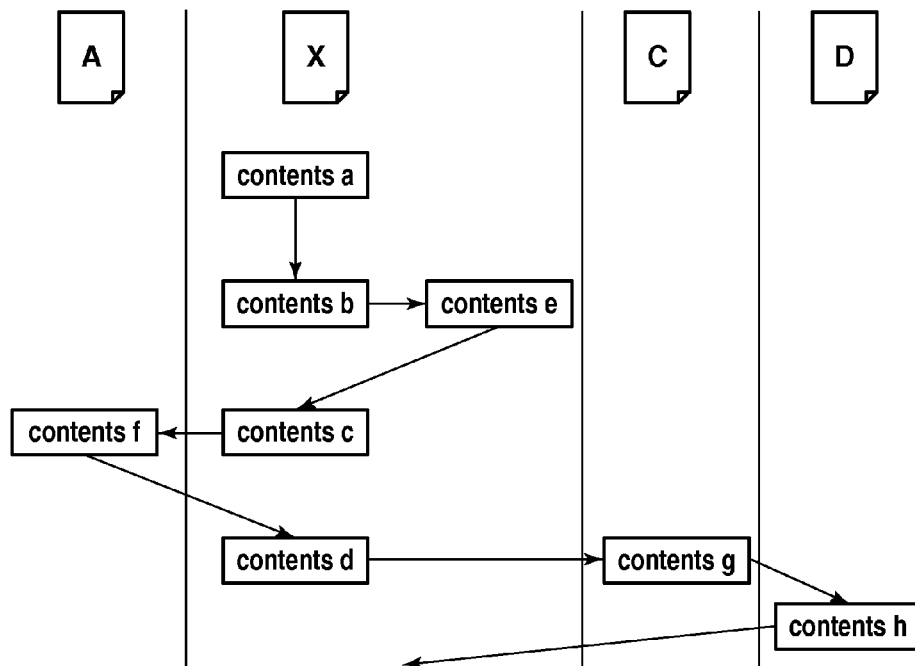 A
X
C
D
contents a
contents b
contents e
contents f
contents c
contents d
contents g
contents h